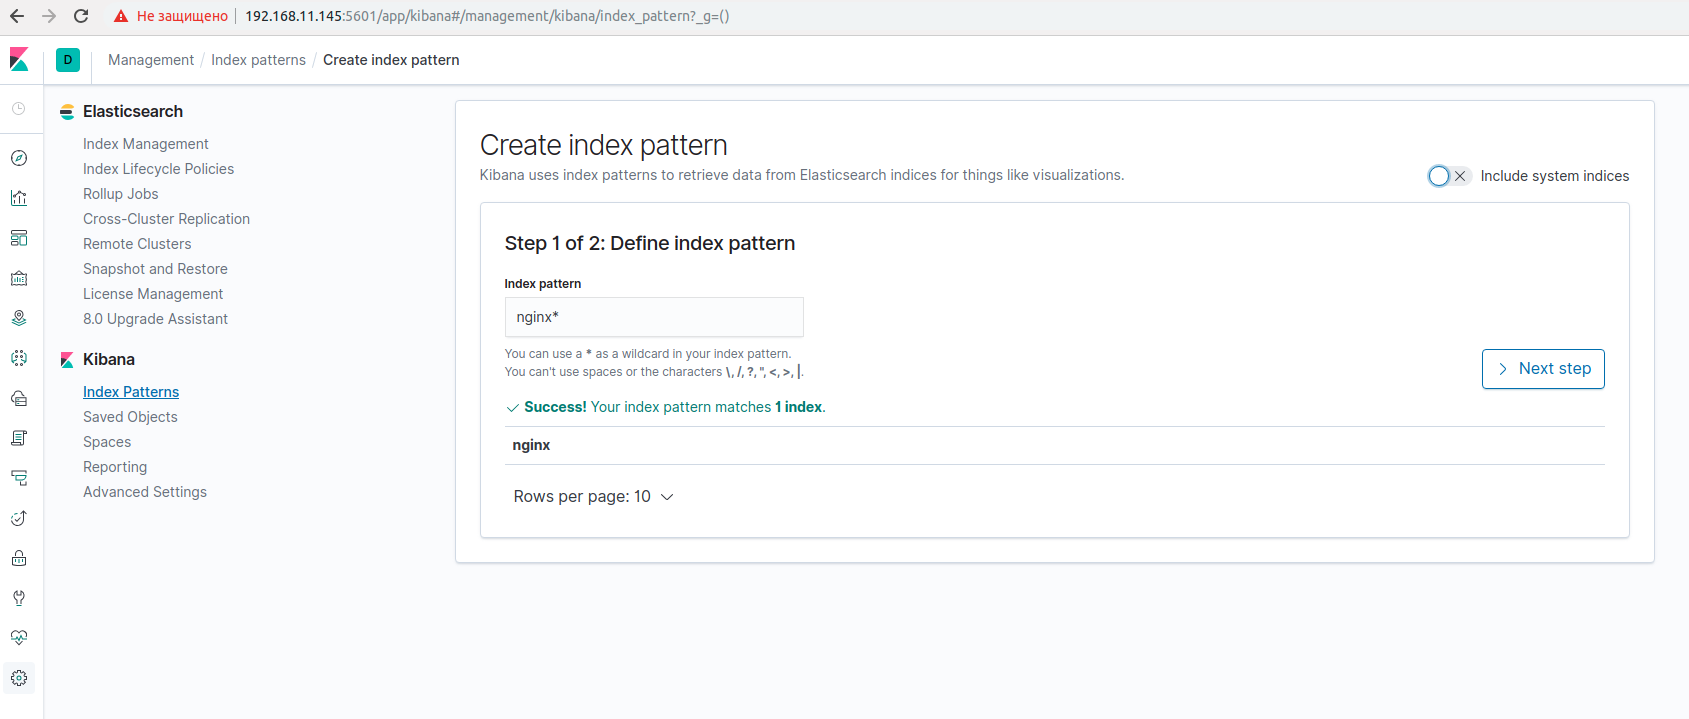 Не защищено 192.168.11.145:5601/app/kibana#/management/kibana/index_pattern?_g=()
D Management / Index patterns / Create index pattern
Elasticsearch
Index Management
Index Lifecycle Policies
Rollup Jobs
Cross-Cluster Replication
Remote Clusters
Snapshot and Restore
License Management
8.0 Upgrade Assistant
Kibana
Index Patterns
Saved Objects
Spaces
Reporting
Advanced Settings
Create index pattern
Kibana uses index patterns to retrieve data from Elasticsearch indices for things like visualizations.
Include system indices
Step 1 of 2: Define index pattern
Index pattern
nginx*
You can use a * as a wildcard in your index pattern.
You can't use spaces or the characters \, /, ?, ", <, >, |.
Next step
Success! Your index pattern matches 1 index.
nginx
Rows per page: 10